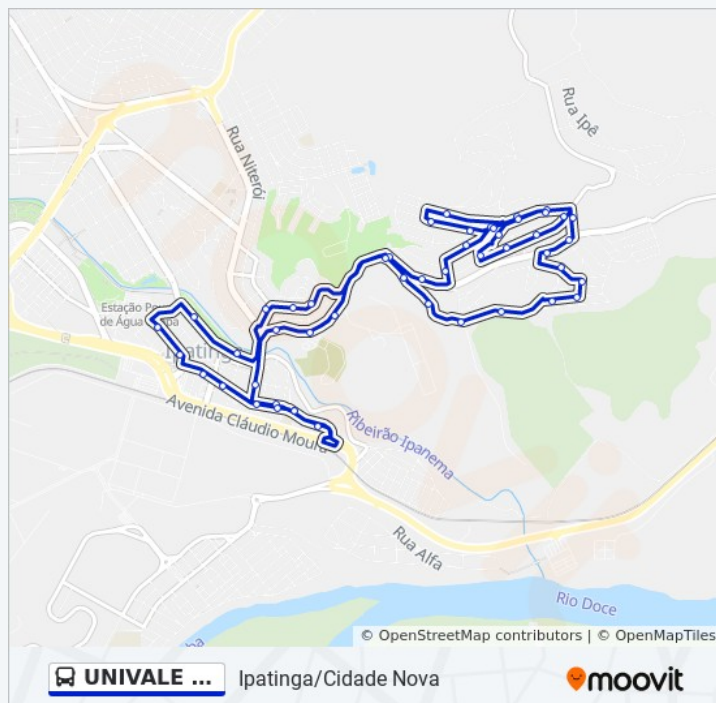 Rua Ipê
Rua Niterói
Estação Pe
de Água
Ipatinga
Avenida Cláudio Moura
Ribeirão Ipanema
Rua Alfa
Rio Doce
© OpenStreetMap contributors | © OpenMapTiles
UNIVALE ...
Ipatinga/Cidade Nova
moovit